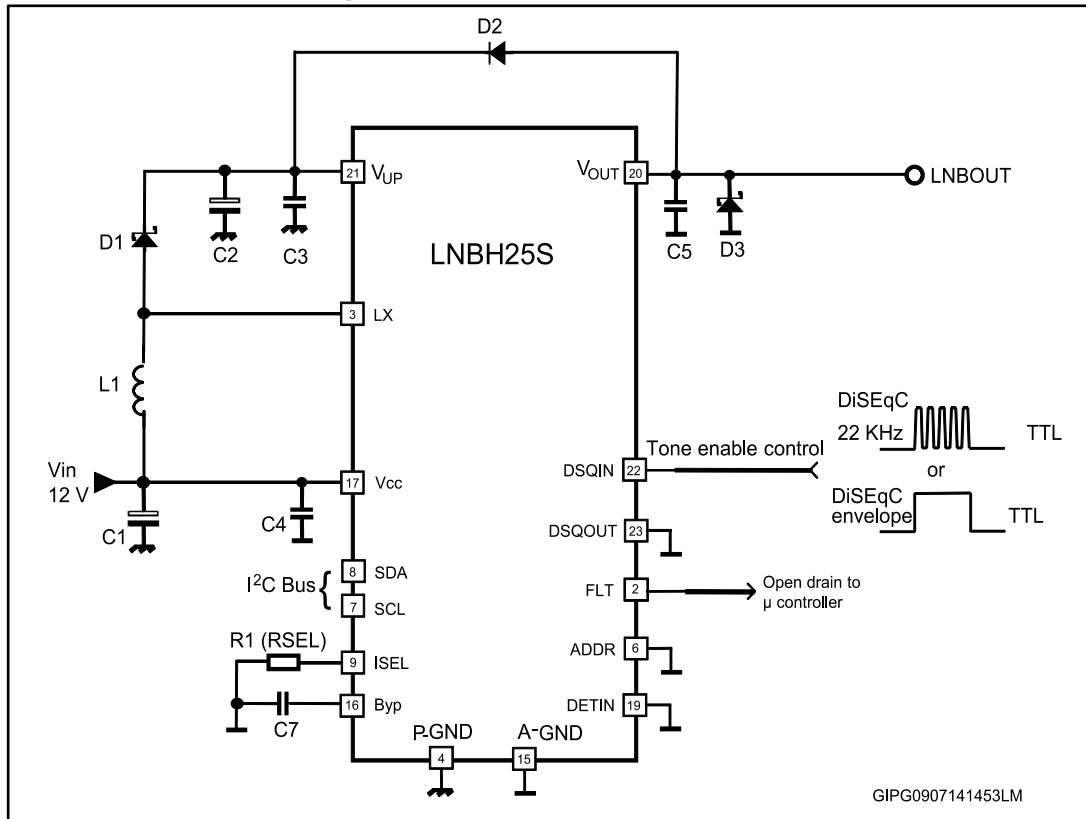 D2
21
V_UP
V_OUT
20
LNBOUT
D1
C2
C3
C5
D3
LNBH25S
3
LX
L1
DiSEqC
22 KHz
TTL
Tone enable control
or
Vin
12 V
17
Vcc
DSQIN
22
DiSEqC
envelope
TTL
C1
C4
DSQOUT
23
8
SDA
I²C Bus
{
7
SCL
FLT
2
Open drain to
μ controller
R1 (RSEL)
9
ISEL
ADDR
6
16
Byp
DETIN
19
C7
P-GND
A-GND
4
15
GIPG0907141453LM